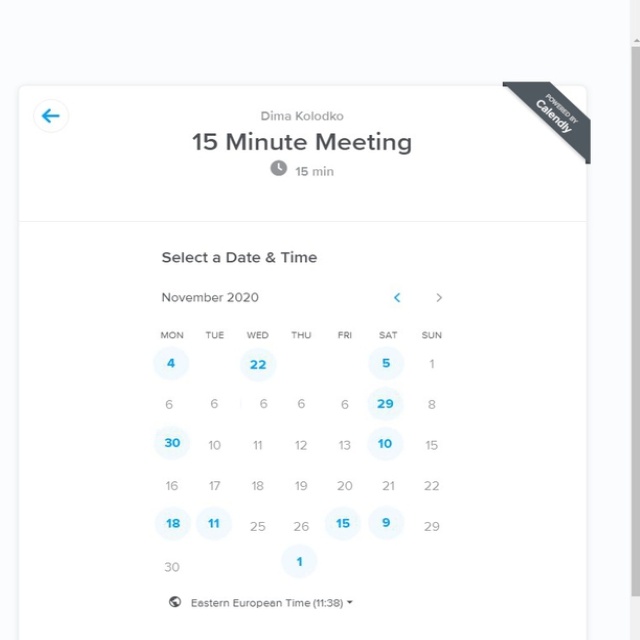 POWERED BY
Calendly
Dima Kolodko
15 Minute Meeting
15 min
Select a Date & Time
November 2020
MON TUE WED THU FRI SAT SUN
4 22 5 1
6 6 6 6 6 29 8
30 10 11 12 13 10 15
16 17 18 19 20 21 22
18 11 25 26 15 9 29
30 1
Eastern European Time (11:38)